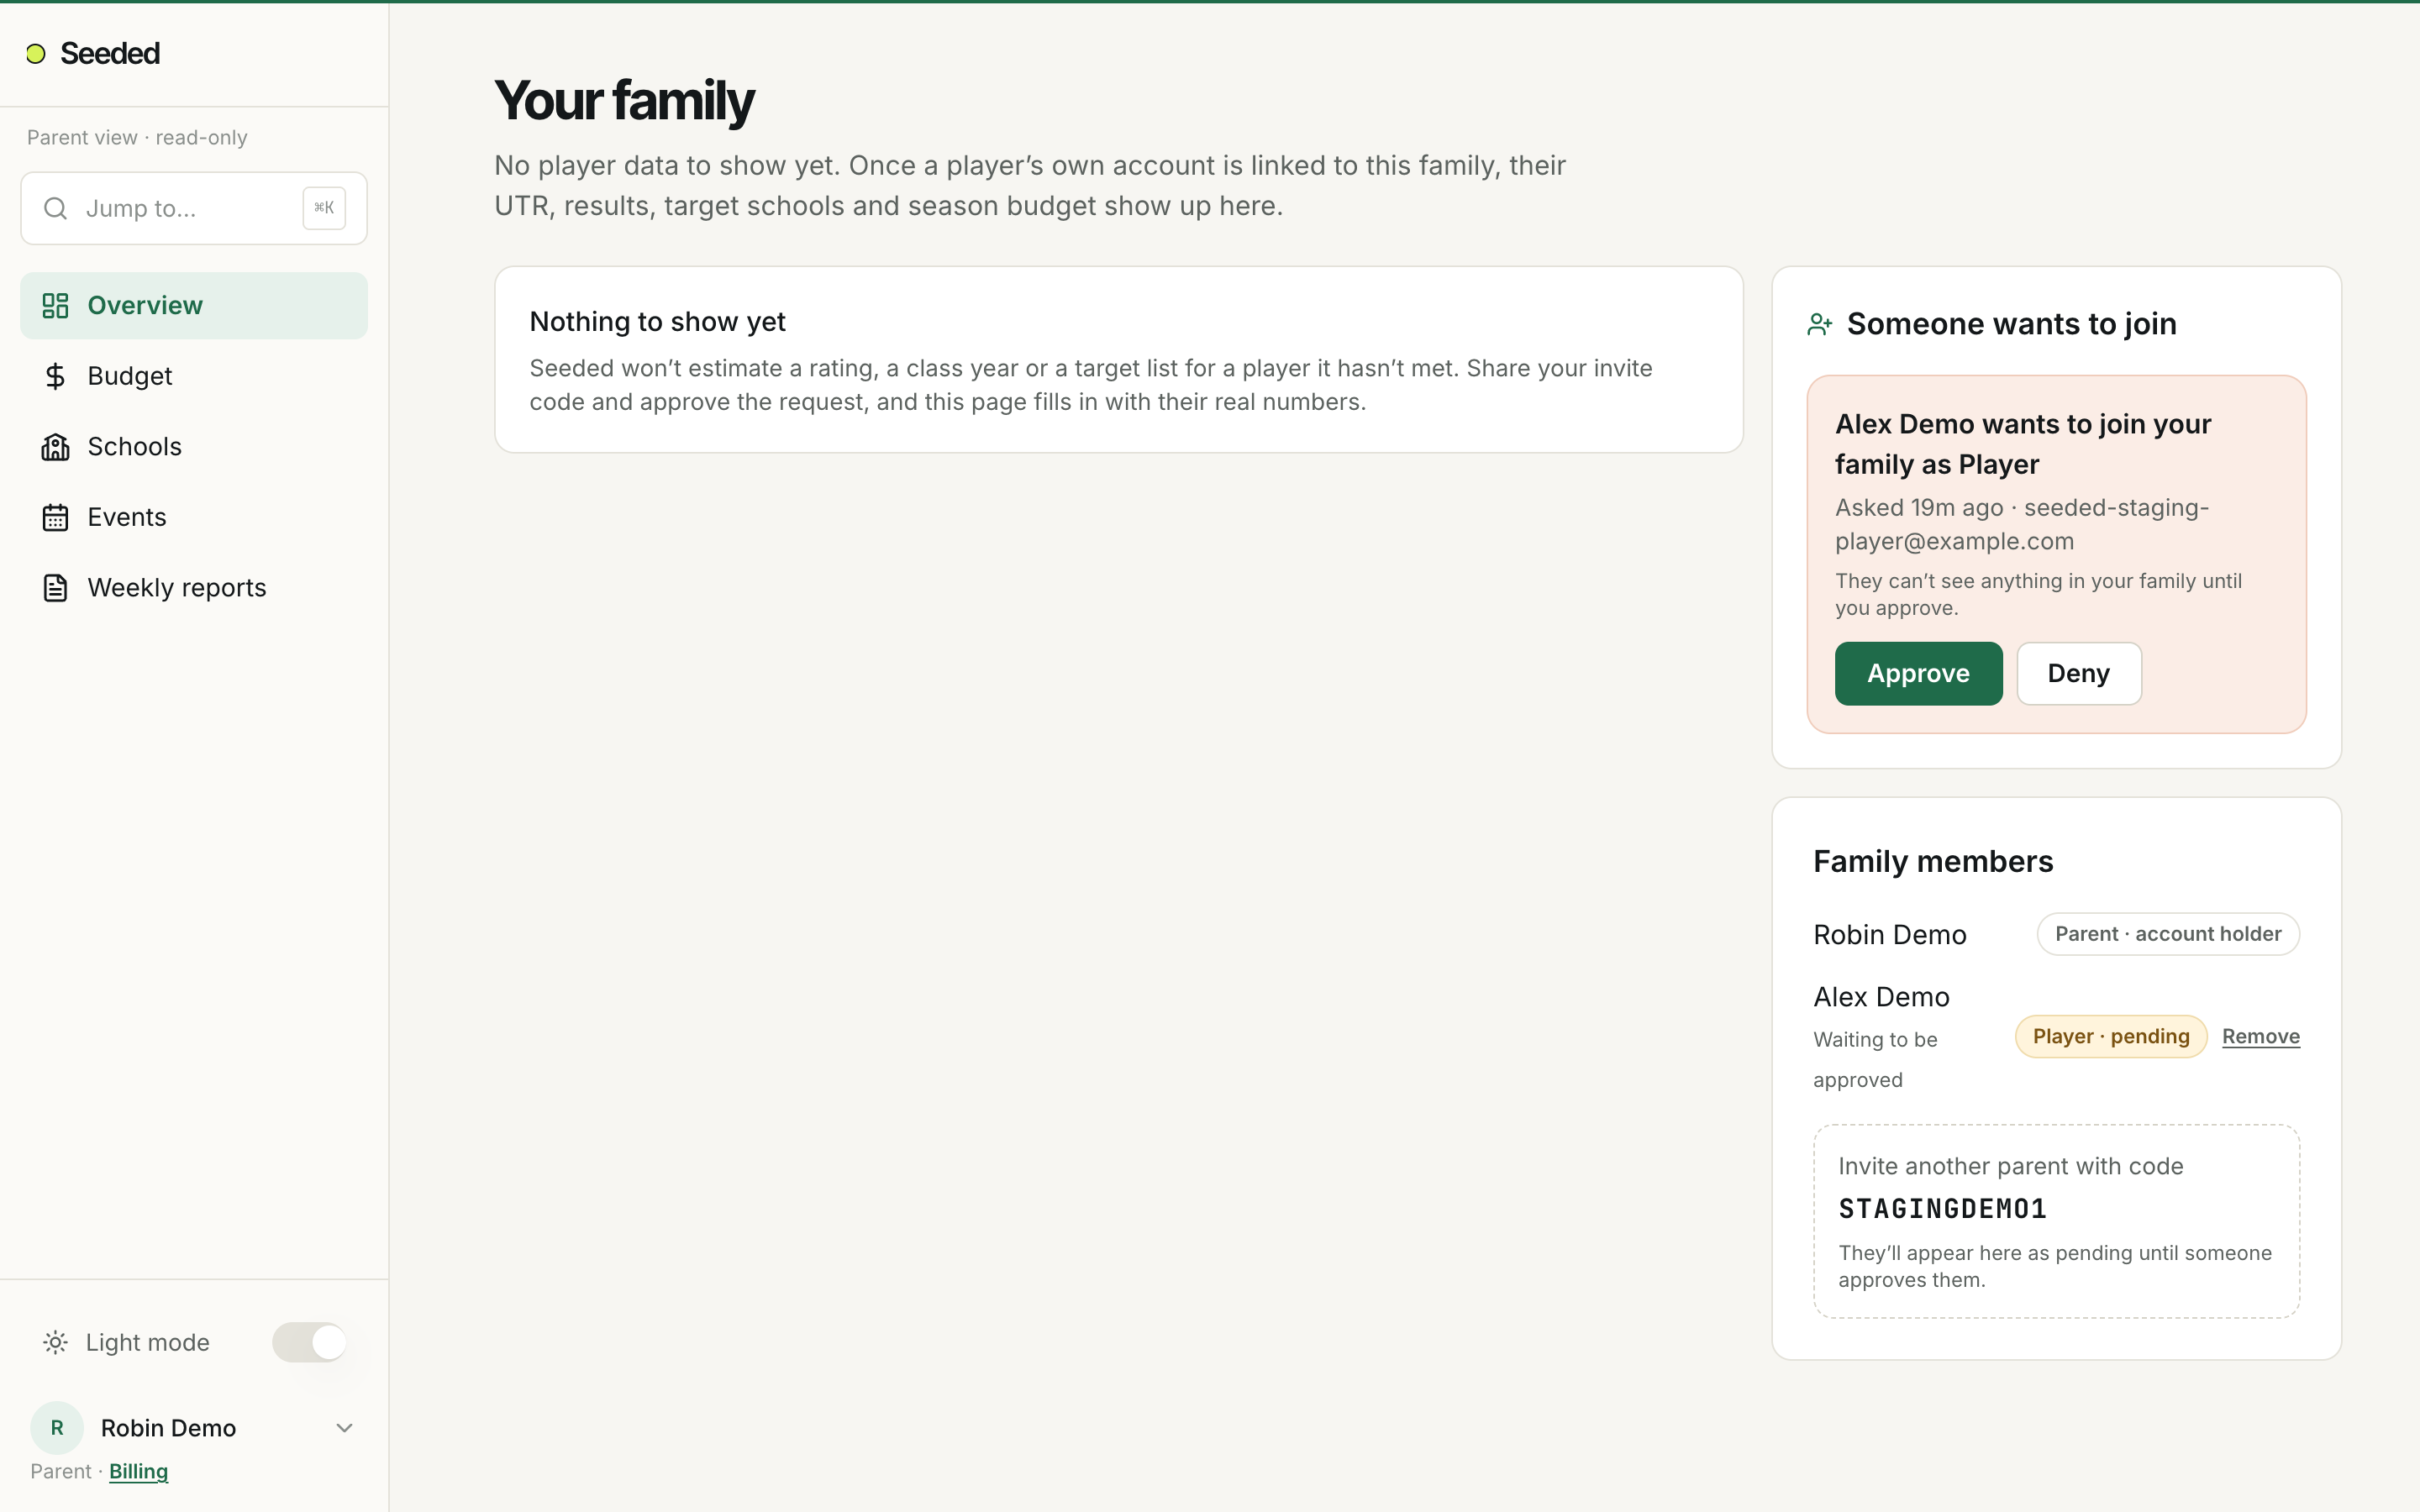 Seeded
Parent view · read-only
Jump to...
⌘K
Overview
Budget
Schools
Events
Weekly reports
Light mode
R
Robin Demo
Parent · Billing
Your family
No player data to show yet. Once a player’s own account is linked to this family, their
UTR, results, target schools and season budget show up here.
Nothing to show yet
Seeded won’t estimate a rating, a class year or a target list for a player it hasn’t met. Share your invite
code and approve the request, and this page fills in with their real numbers.
Someone wants to join
Alex Demo wants to join your
family as Player
Asked 19m ago · seeded-staging-
player@example.com
They can’t see anything in your family until
you approve.
Approve
Deny
Family members
Robin Demo
Parent · account holder
Alex Demo
Waiting to be
approved
Player · pending
Remove
Invite another parent with code
STAGINGDEMO1
They’ll appear here as pending until someone
approves them.